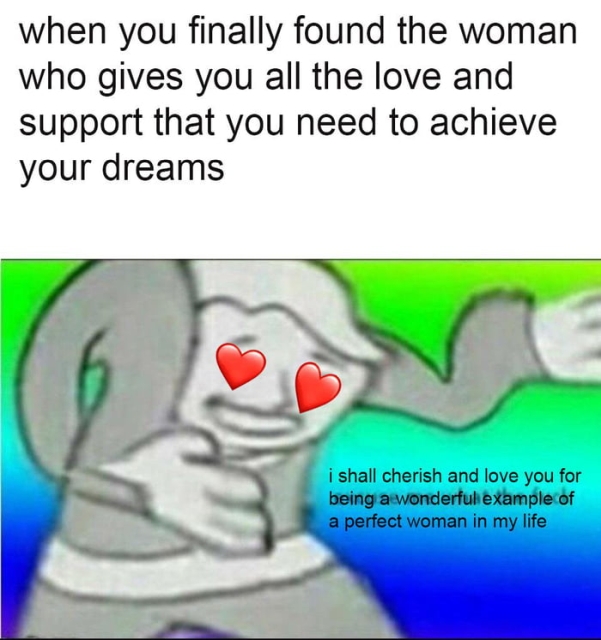 when you finally found the woman
who gives you all the love and
support that you need to achieve
your dreams
i shall cherish and love you for
being a wonderful example of
a perfect woman in my life